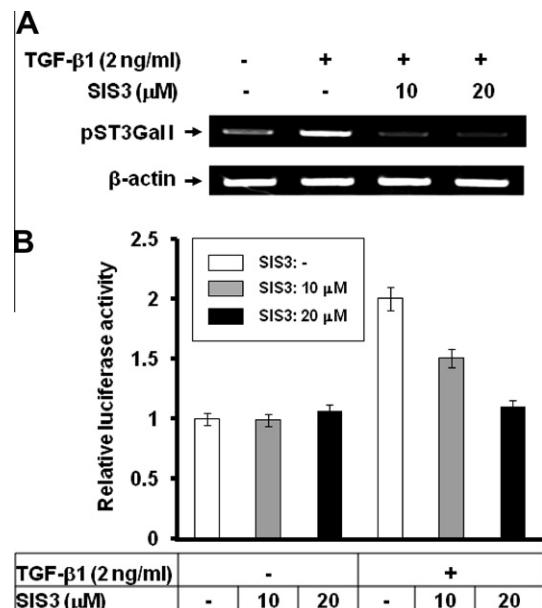 A
TGF-β1 (2 ng/ml) - + + +
SIS3 (μM) - - 10 20
pST3Gal I
β-actin
B
2.5
2
1.5
1
0.5
0
Relative luciferase activity
SIS3: -
SIS3: 10 μM
SIS3: 20 μM
TGF-β1 (2 ng/ml) - +
SIS3 (μM) - 10 20 - 10 20